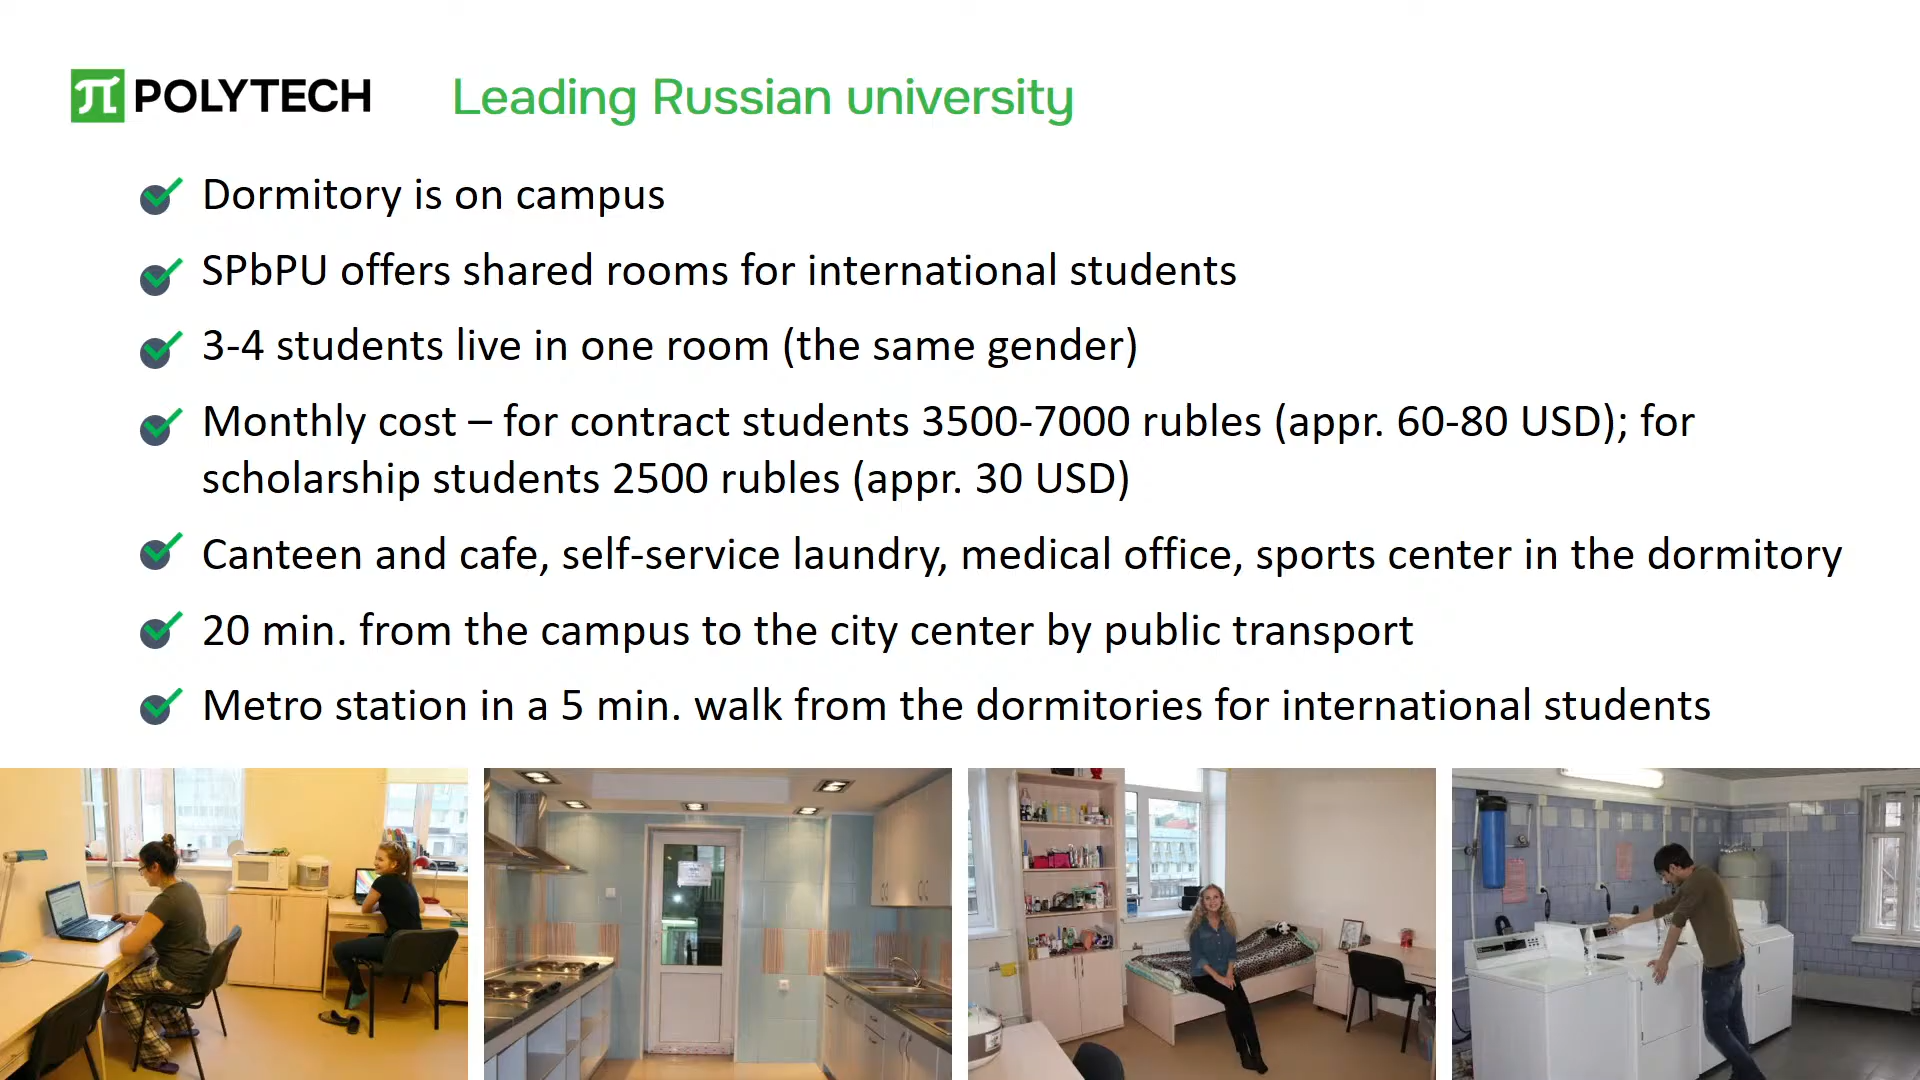 POLYTECH Leading Russian university
Dormitory is on campus
SPbPU offers shared rooms for international students
3-4 students live in one room (the same gender)
Monthly cost – for contract students 3500-7000 rubles (appr. 60-80 USD); for
scholarship students 2500 rubles (appr. 30 USD)
Canteen and cafe, self-service laundry, medical office, sports center in the dormitory
20 min. from the campus to the city center by public transport
Metro station in a 5 min. walk from the dormitories for international students